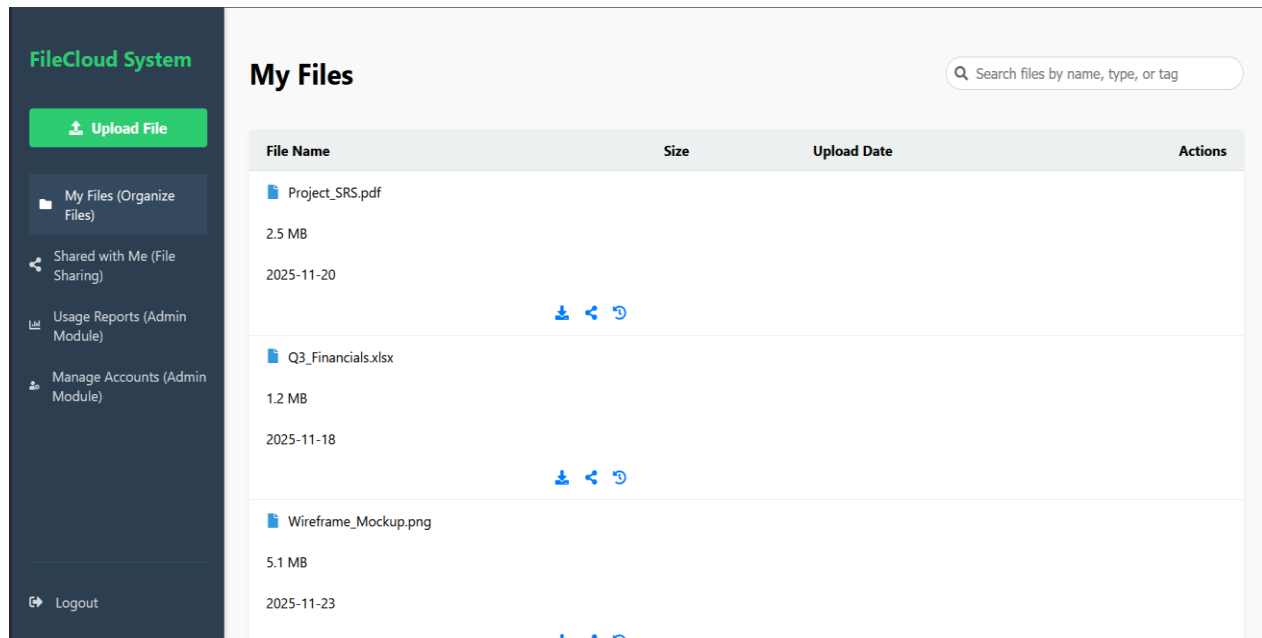 FileCloud System
Upload File
My Files (Organize
Files)
Shared with Me (File
Sharing)
Usage Reports (Admin
Module)
Manage Accounts (Admin
Module)
Logout
My Files
Search files by name, type, or tag
File Name Size Upload Date Actions
Project_SRS.pdf
2.5 MB
2025-11-20
Q3_Financials.xlsx
1.2 MB
2025-11-18
Wireframe_Mockup.png
5.1 MB
2025-11-23